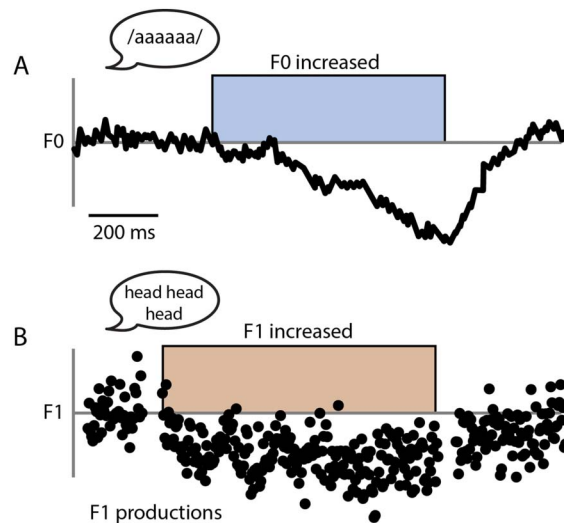 /aaaaaa/
A
F0 increased
F0
200 ms
head head
head
B
F1 increased
F1
F1 productions